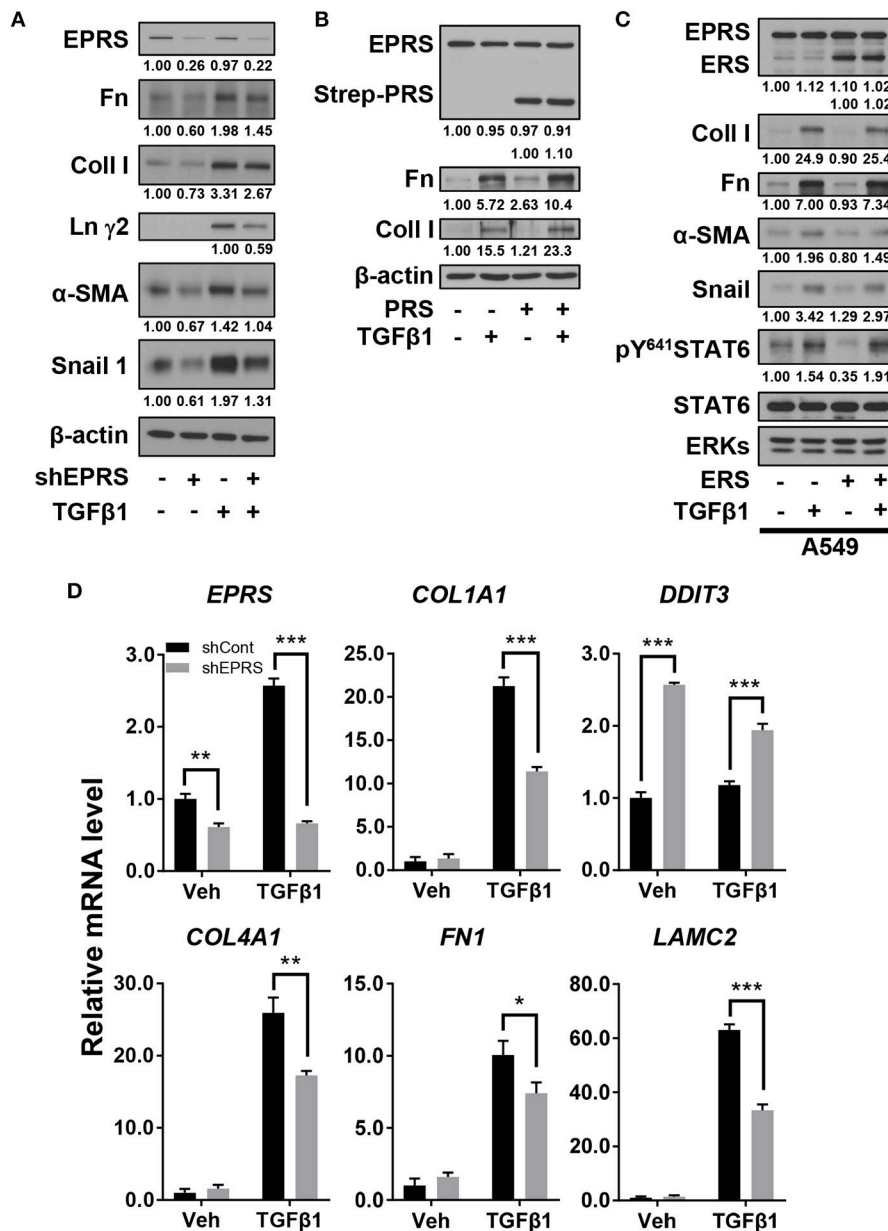 A
EPRS
1.00 0.26 0.97 0.22
Fn
1.00 0.60 1.98 1.45
Coll I
1.00 0.73 3.31 2.67
Ln γ2
1.00 0.59
α-SMA
1.00 0.67 1.42 1.04
Snail 1
1.00 0.61 1.97 1.31
β-actin
shEPRS - + - +
TGFβ1 - - + +
B
EPRS
Strep-PRS
1.00 0.95 0.97 0.91
1.00 1.10
Fn
1.00 5.72 2.63 10.4
Coll I
1.00 15.5 1.21 23.3
β-actin
PRS - - + +
TGFβ1 - + - +
C
EPRS
ERS
1.00 1.12 1.10 1.02
1.00 1.02
Coll I
1.00 24.9 0.90 25.4
Fn
1.00 7.00 0.93 7.34
α-SMA
1.00 1.96 0.80 1.49
Snail
1.00 3.42 1.29 2.97
pY⁶⁴¹STAT6
1.00 1.54 0.35 1.91
STAT6
ERKs
ERS - - + +
TGFβ1 - + - +
A549
D
Relative mRNA level
EPRS
shCont
shEPRS
3.0
2.0
1.0
0.0
**
***
Veh TGFβ1
COL1A1
25.0
20.0
15.0
10.0
5.0
0.0
***
Veh TGFβ1
DDIT3
3.0
2.0
1.0
0.0
***
***
Veh TGFβ1
COL4A1
30.0
20.0
10.0
0.0
**
Veh TGFβ1
FN1
15.0
10.0
5.0
0.0
*
Veh TGFβ1
LAMC2
80.0
60.0
40.0
20.0
0.0
***
Veh TGFβ1